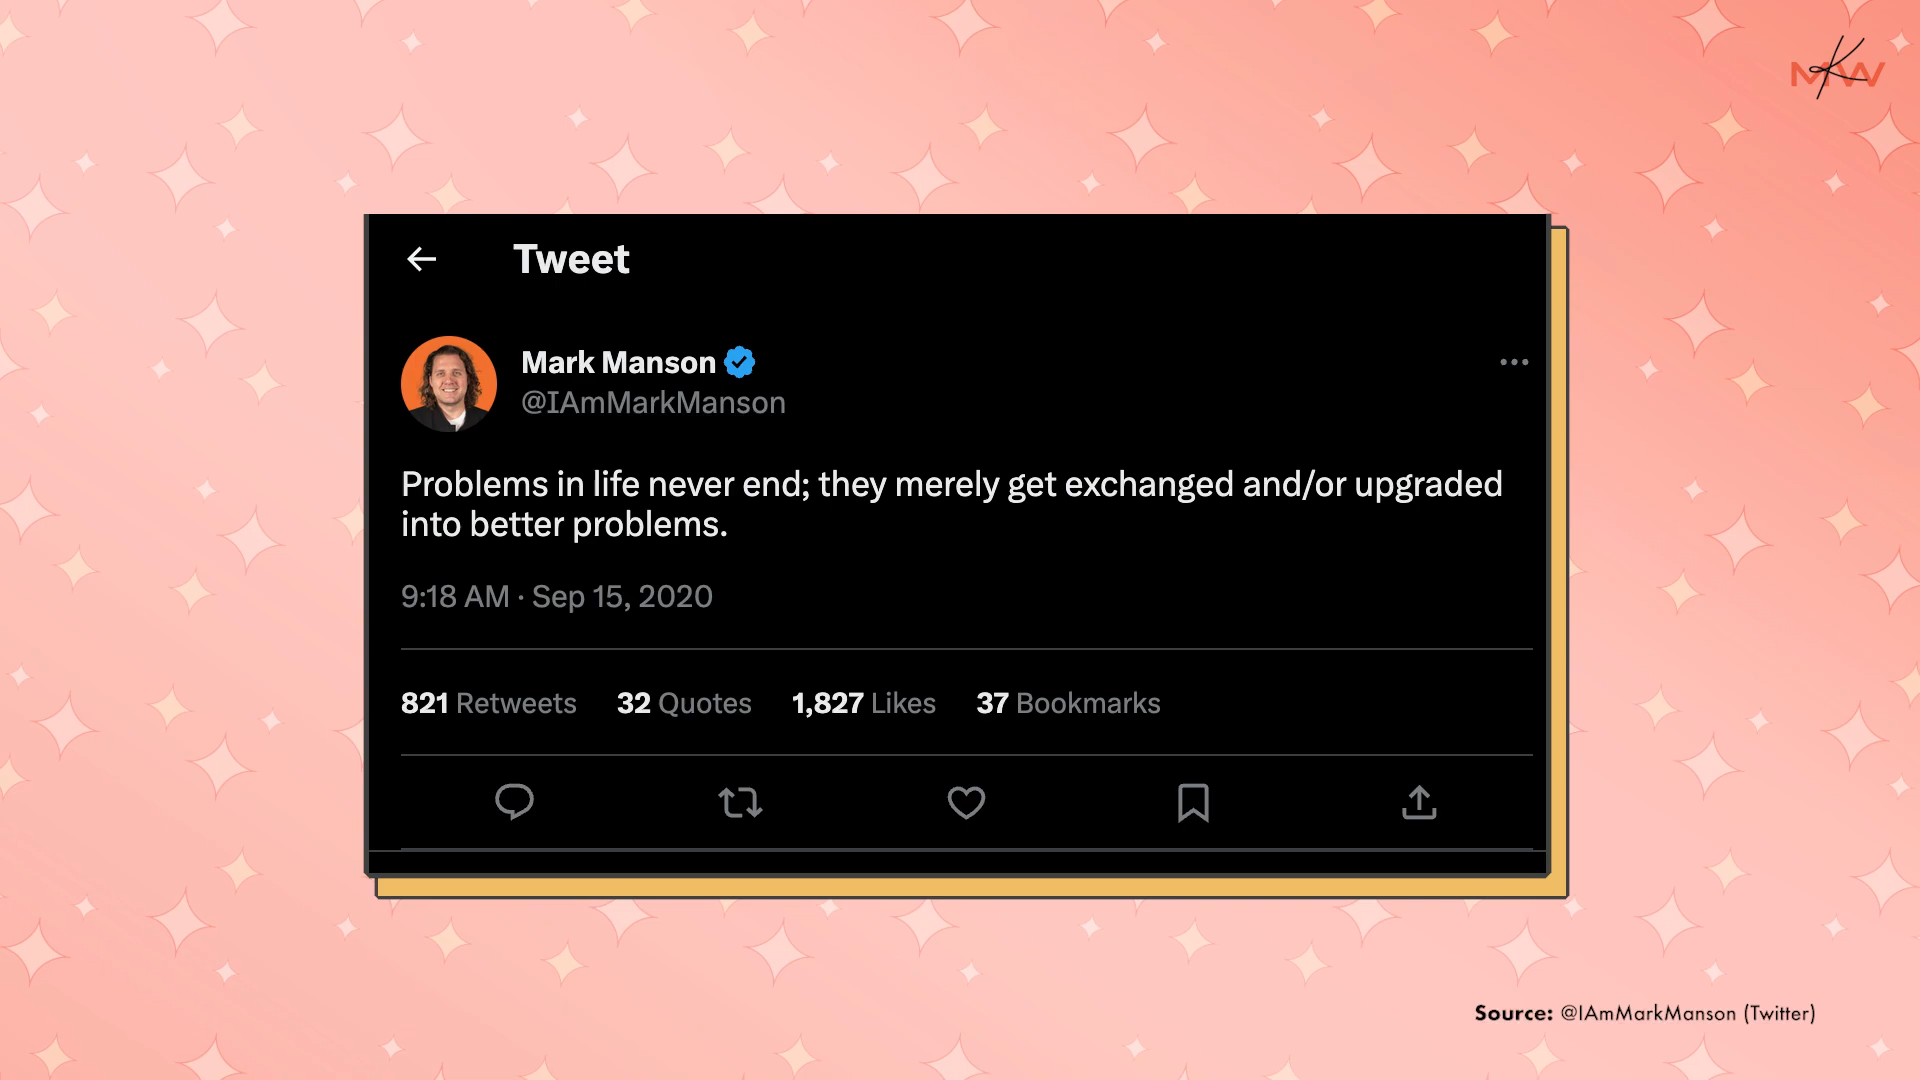 MKW
Tweet
Mark Manson
@IAmMarkManson
Problems in life never end; they merely get exchanged and/or upgraded
into better problems.
9:18 AM · Sep 15, 2020
821 Retweets 32 Quotes 1,827 Likes 37 Bookmarks
Source: @IAmMarkManson (Twitter)